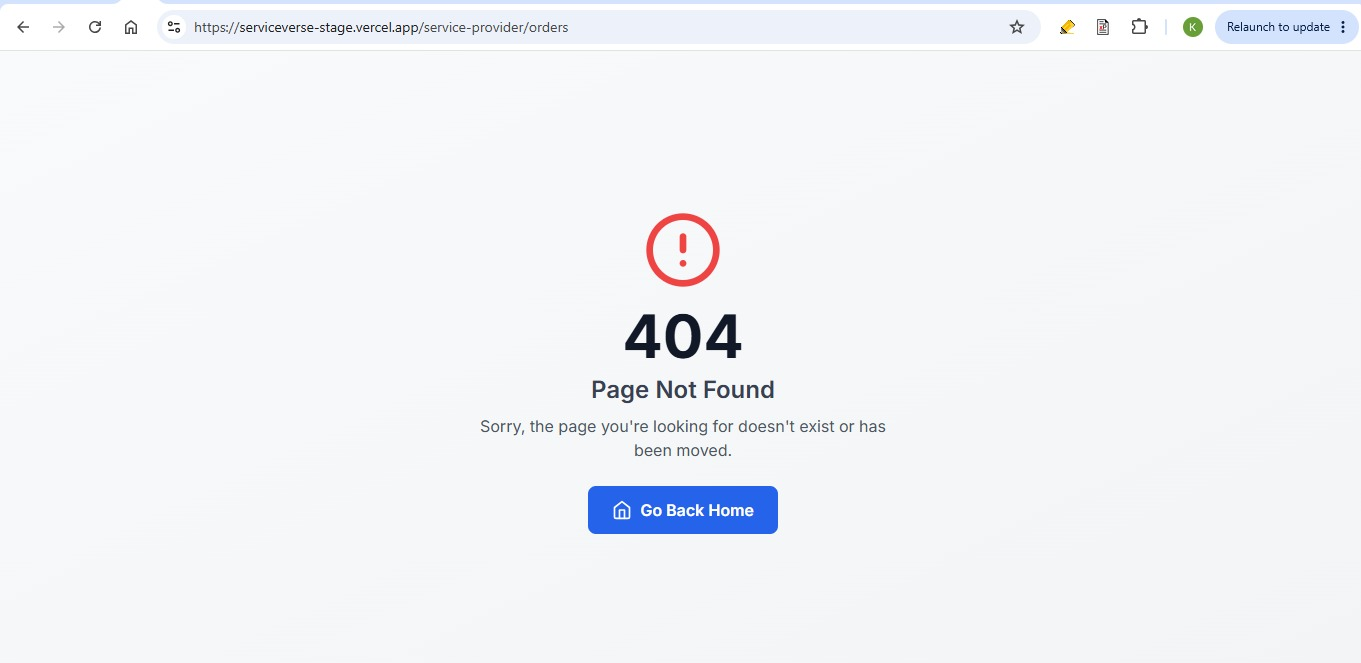 https://serviceverse-stage.vercel.app/service-provider/orders
K
Relaunch to update
404
Page Not Found
Sorry, the page you're looking for doesn't exist or has
been moved.
Go Back Home